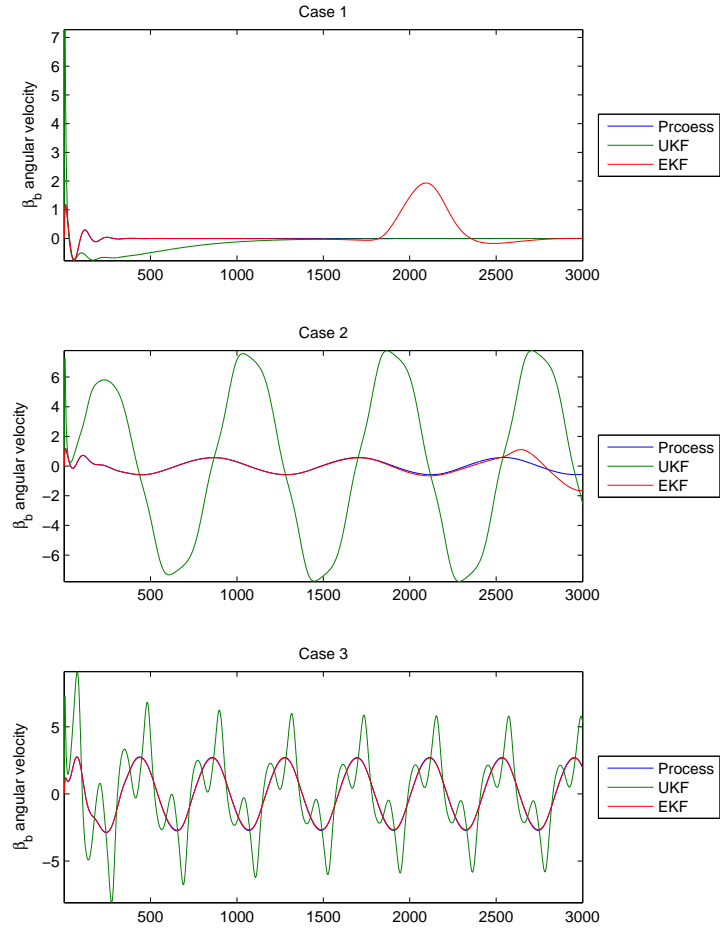 Case 1
7
6
5
4
3
2
1
0
β_b angular velocity
500 1000 1500 2000 2500 3000
Prcoess
UKF
EKF
Case 2
6
4
2
0
−2
−4
−6
β_b angular velocity
500 1000 1500 2000 2500 3000
Process
UKF
EKF
Case 3
5
0
−5
β_b angular velocity
500 1000 1500 2000 2500 3000
Process
UKF
EKF